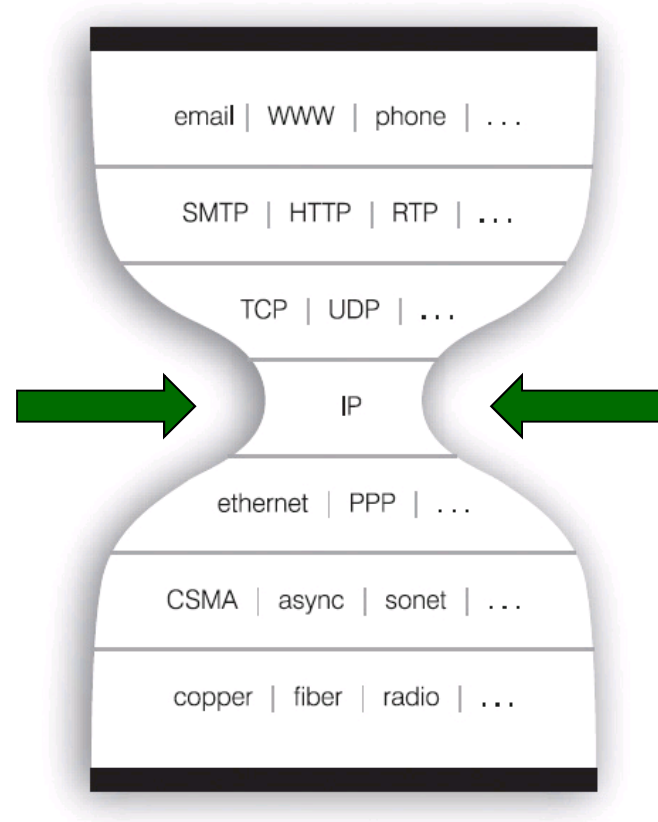 email | WWW | phone | ...
SMTP | HTTP | RTP | ...
TCP | UDP | ...
IP
ethernet | PPP | ...
CSMA | async | sonet | ...
copper | fiber | radio | ...